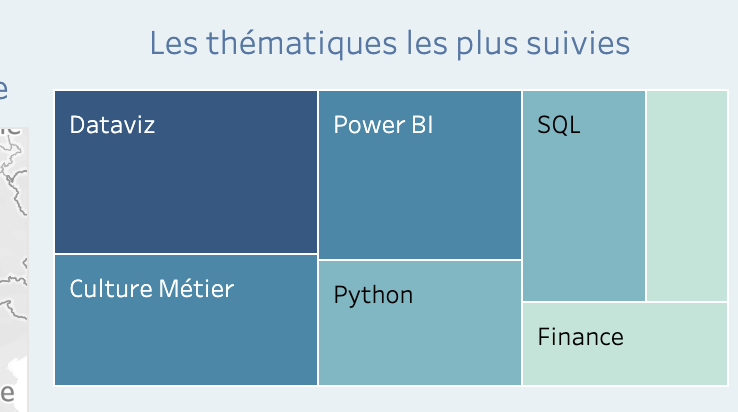 Les thématiques les plus suivies
Dataviz
Power BI
SQL
Culture Métier
Python
Finance